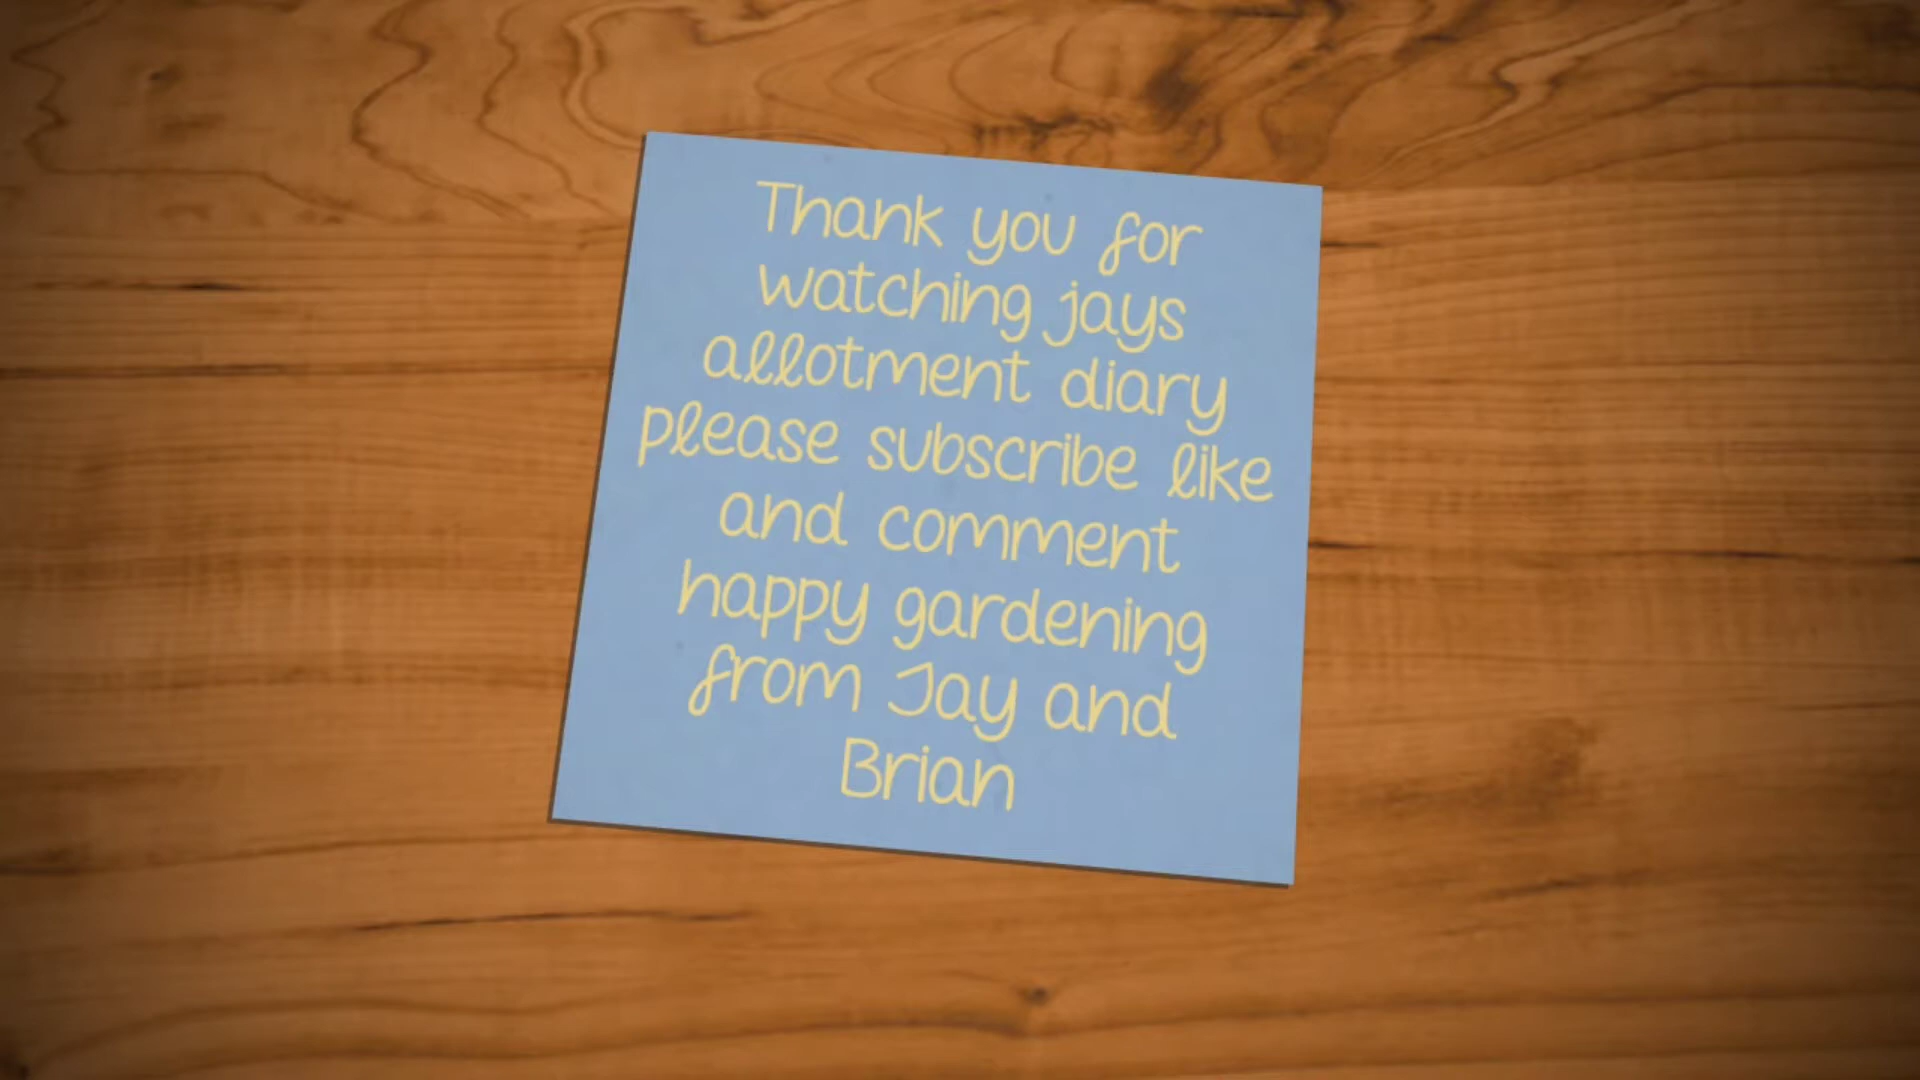 Thank you for
watching jays
allotment diary
please subscribe like
and comment
happy gardening
from Jay and
Brian